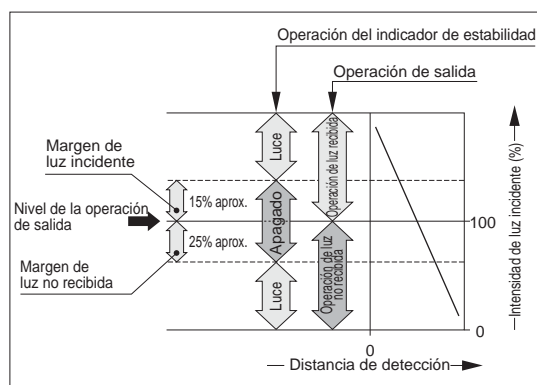 Operación del indicador de estabilidad
Operación de salida
Margen de
luz incidente
Nivel de la operación
de salida
Margen de
luz no recibida
15% aprox.
25% aprox.
Luce
Apagado
Luce
Operación de luz recibida
Operación de luz
no recibida
100
0
0
Intensidad de luz incidente (%)
Distancia de detección